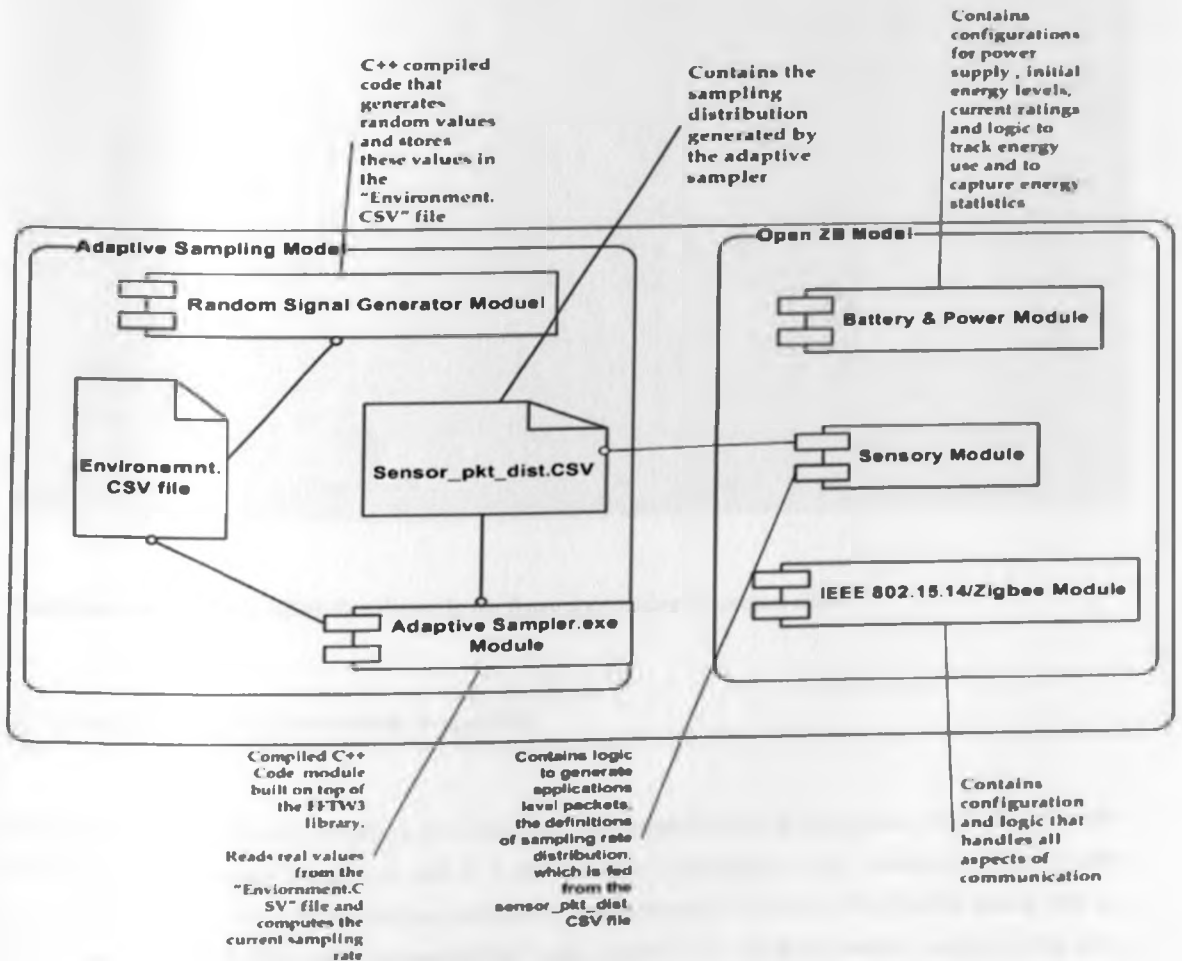 Contains
configurations
for power
supply , initial
energy levels,
current ratings
and logic to
track energy
use and to
capture energy
statistics
C++ compiled
code that
generates
random values
and stores
these values in
the
"Environment.
CSV" file
Contains the
sampling
distribution
generated by
the adaptive
sampler
Adaptive Sampling Model
Open ZB Model
Random Signal Generator Moduel
Battery & Power Module
Environemnt.
CSV file
Sensor_pkt_dist.CSV
Sensory Module
IEEE 802.15.14/Zigbee Module
Adaptive Sampler.exe
Module
Compiled C++
Code module
built on top of
the FFTW3
library.
Reads real values
from the
"Enviornment.C
SV" file and
computes the
current sampling
rate
Contains logic
to generate
applications
level packets,
the definitions
of sampling rate
distribution,
which is fed
from the
sensor_pkt_dist.
CSV file
Contains
configuration
and logic that
handles all
aspects of
communication